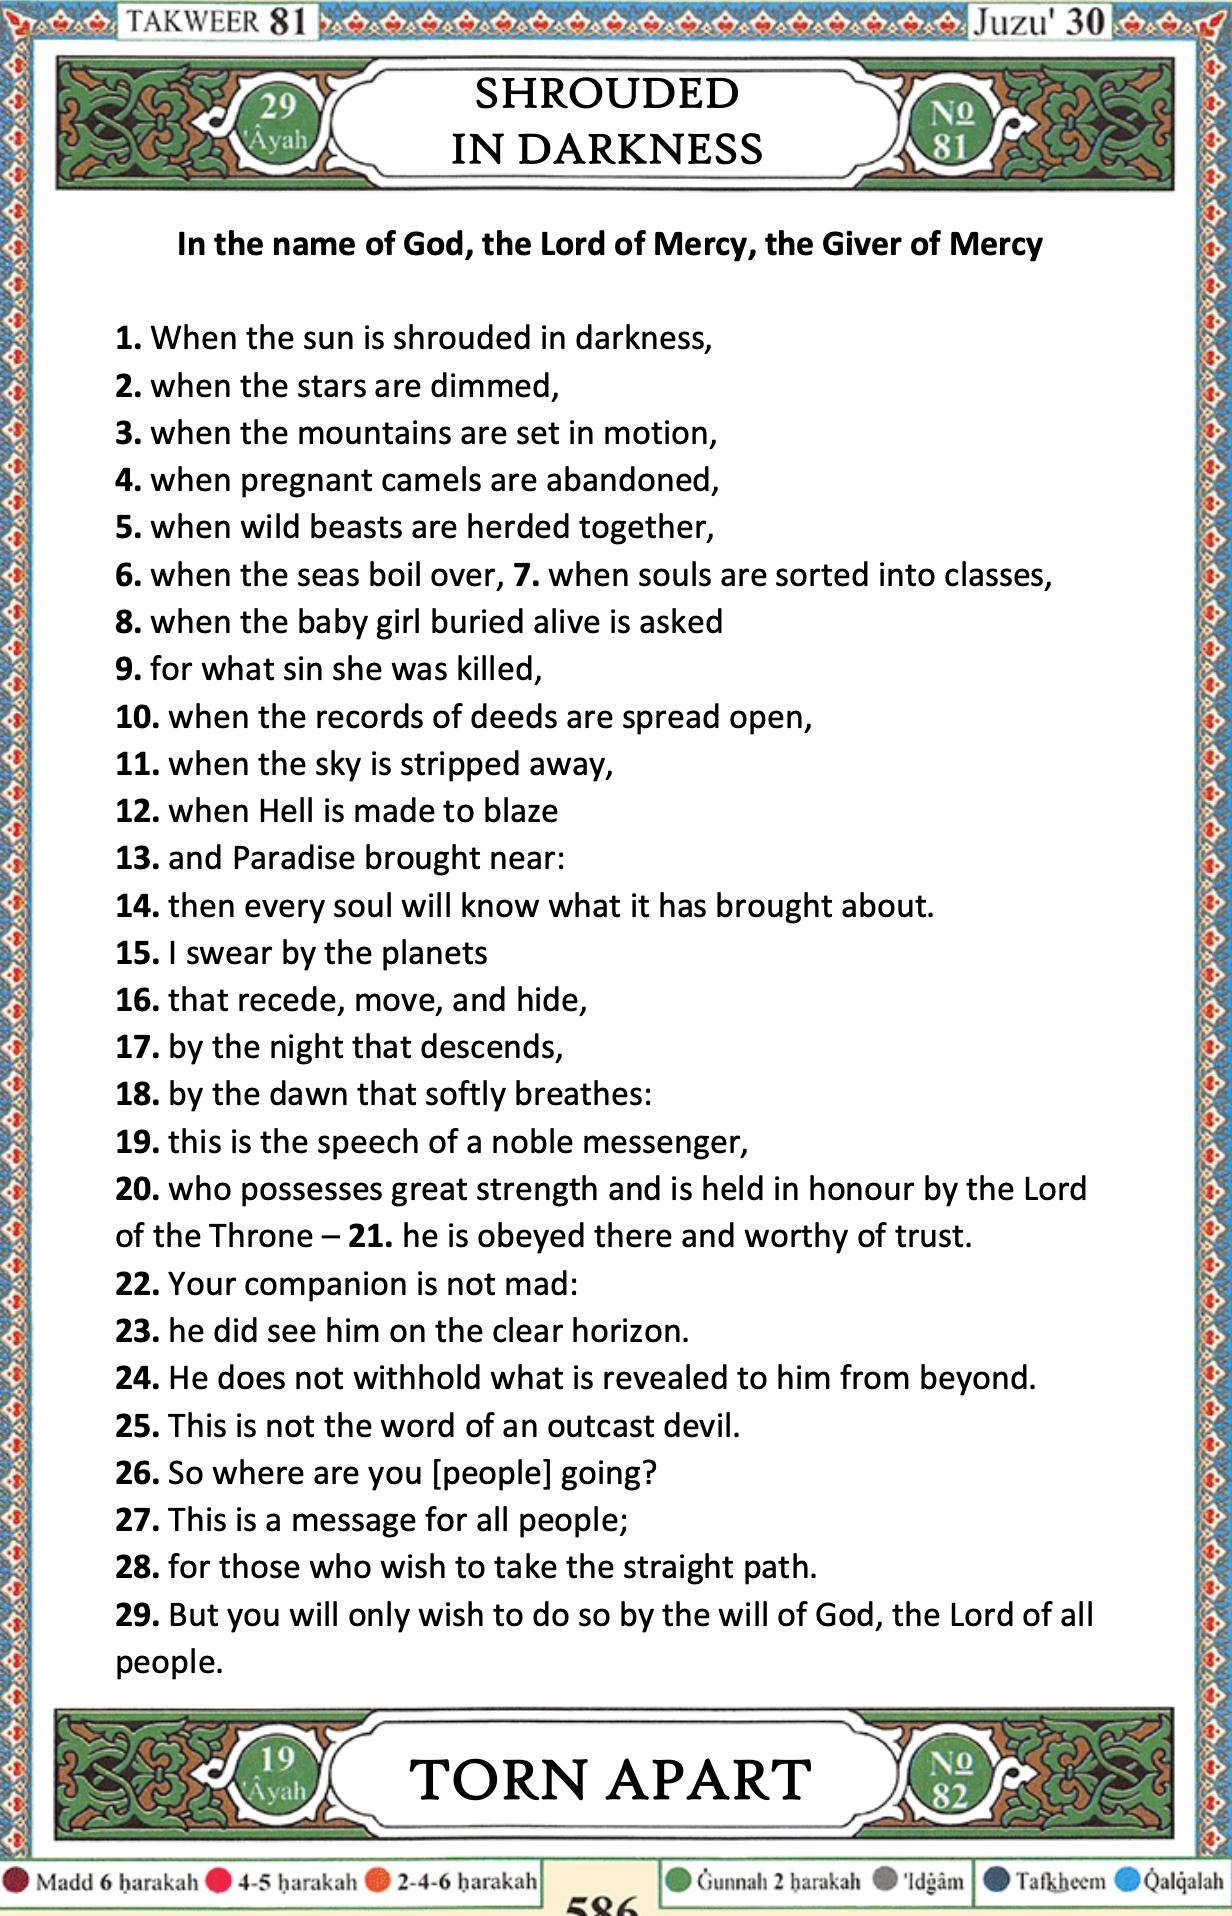 TAKWEER 81
Juzu' 30
29
'Âyah
SHROUDED
IN DARKNESS
No
81
In the name of God, the Lord of Mercy, the Giver of Mercy
1. When the sun is shrouded in darkness,
2. when the stars are dimmed,
3. when the mountains are set in motion,
4. when pregnant camels are abandoned,
5. when wild beasts are herded together,
6. when the seas boil over, 7. when souls are sorted into classes,
8. when the baby girl buried alive is asked
9. for what sin she was killed,
10. when the records of deeds are spread open,
11. when the sky is stripped away,
12. when Hell is made to blaze
13. and Paradise brought near:
14. then every soul will know what it has brought about.
15. I swear by the planets
16. that recede, move, and hide,
17. by the night that descends,
18. by the dawn that softly breathes:
19. this is the speech of a noble messenger,
20. who possesses great strength and is held in honour by the Lord
of the Throne – 21. he is obeyed there and worthy of trust.
22. Your companion is not mad:
23. he did see him on the clear horizon.
24. He does not withhold what is revealed to him from beyond.
25. This is not the word of an outcast devil.
26. So where are you [people] going?
27. This is a message for all people;
28. for those who wish to take the straight path.
29. But you will only wish to do so by the will of God, the Lord of all
people.
19
'Âyah
TORN APART
No
82
Madd 6 ḥarakah 4-5 ḥarakah 2-4-6 ḥarakah
586
Ġunnah 2 ḥarakah 'Idġâm
Tafkheem Q̇alq̇alah